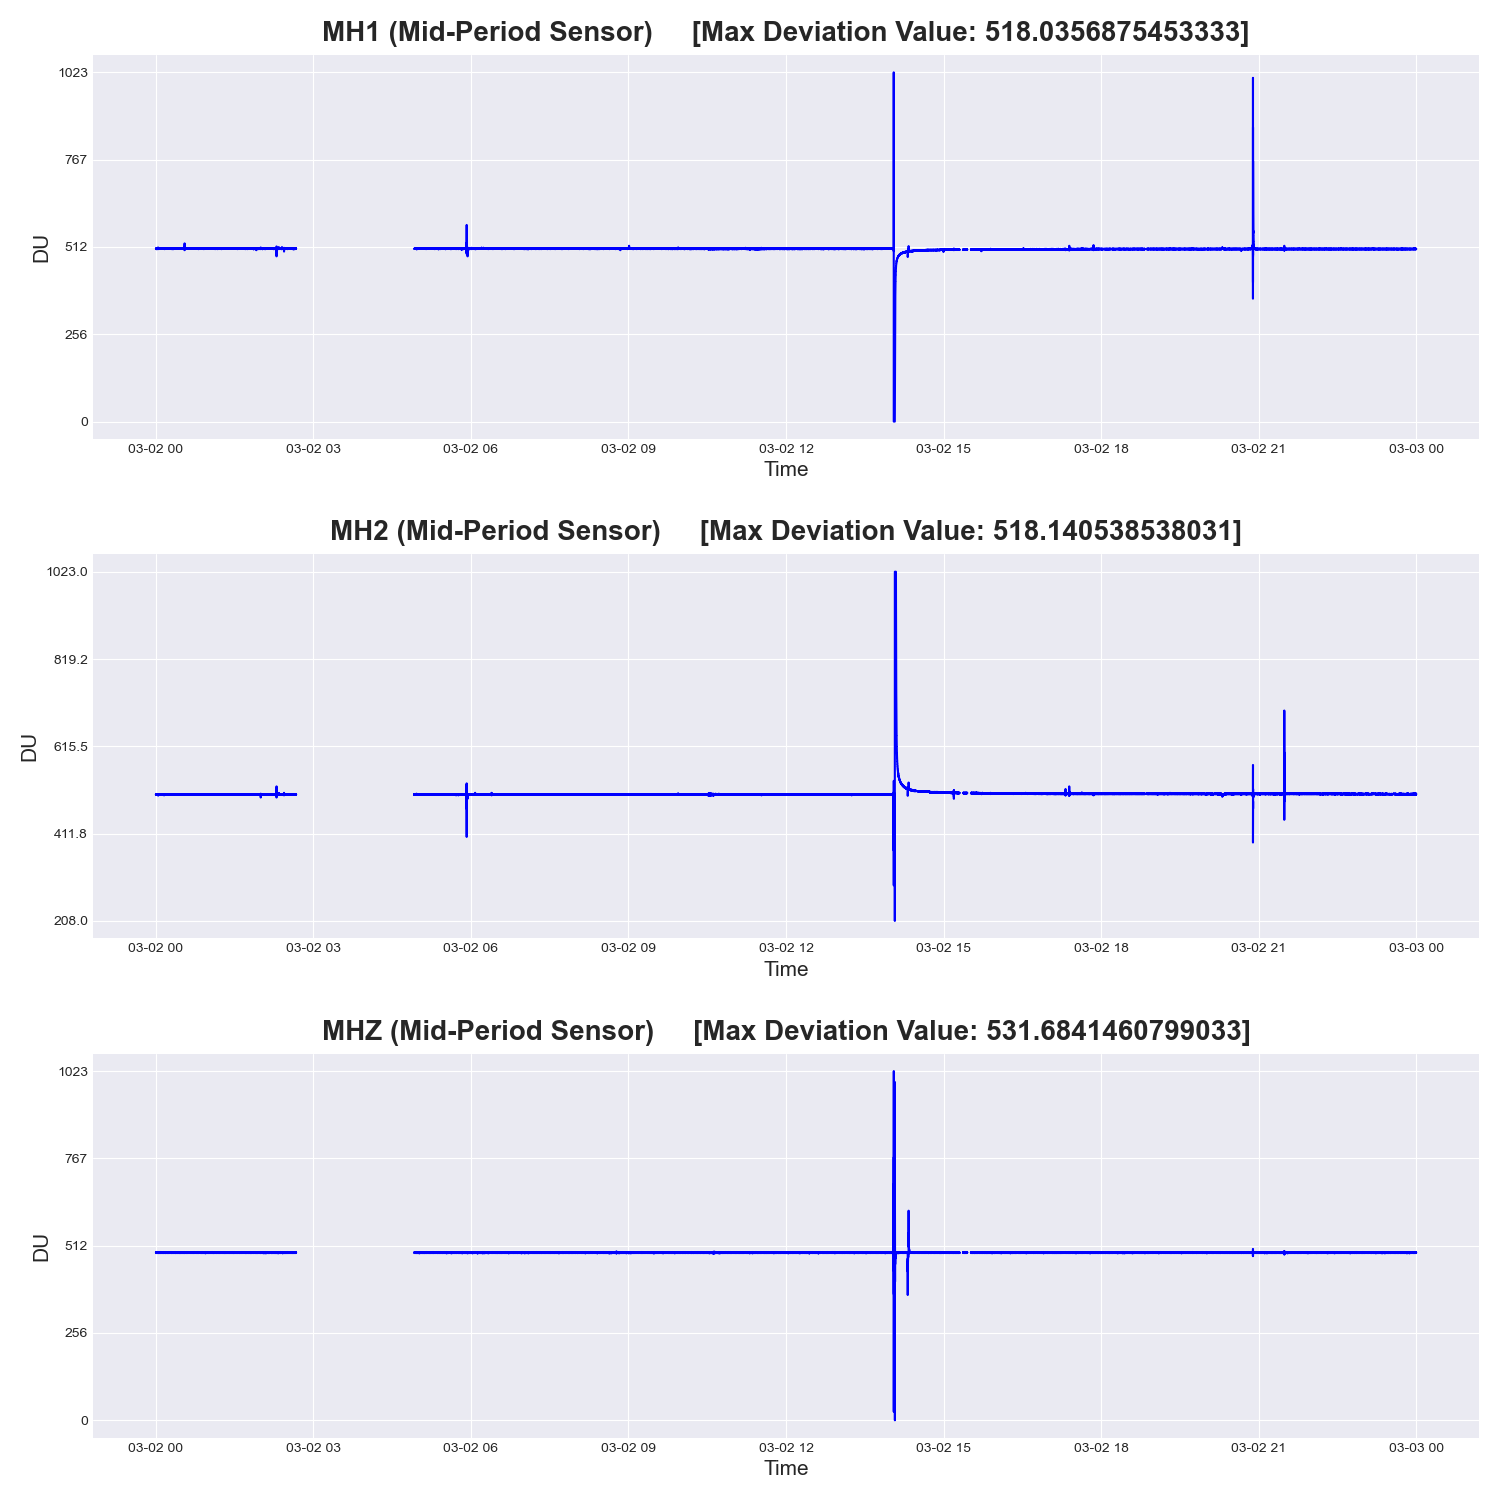 MH1 (Mid-Period Sensor) [Max Deviation Value: 518.0356875453333]
1023
767
512
256
0
DU
03-02 00 03-02 03 03-02 06 03-02 09 03-02 12 03-02 15 03-02 18 03-02 21 03-03 00
Time
MH2 (Mid-Period Sensor) [Max Deviation Value: 518.140538538031]
1023.0
819.2
615.5
411.8
208.0
DU
03-02 00 03-02 03 03-02 06 03-02 09 03-02 12 03-02 15 03-02 18 03-02 21 03-03 00
Time
MHZ (Mid-Period Sensor) [Max Deviation Value: 531.6841460799033]
1023
767
512
256
0
DU
03-02 00 03-02 03 03-02 06 03-02 09 03-02 12 03-02 15 03-02 18 03-02 21 03-03 00
Time